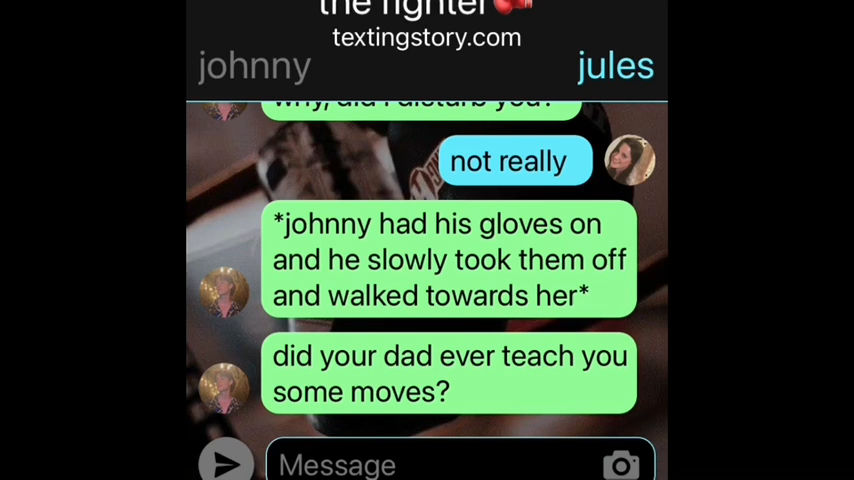 the fighter🥊
textingstory.com
johnny
jules
why, did i disturb you?
not really
*johnny had his gloves on
and he slowly took them off
and walked towards her*
did your dad ever teach you
some moves?
Message